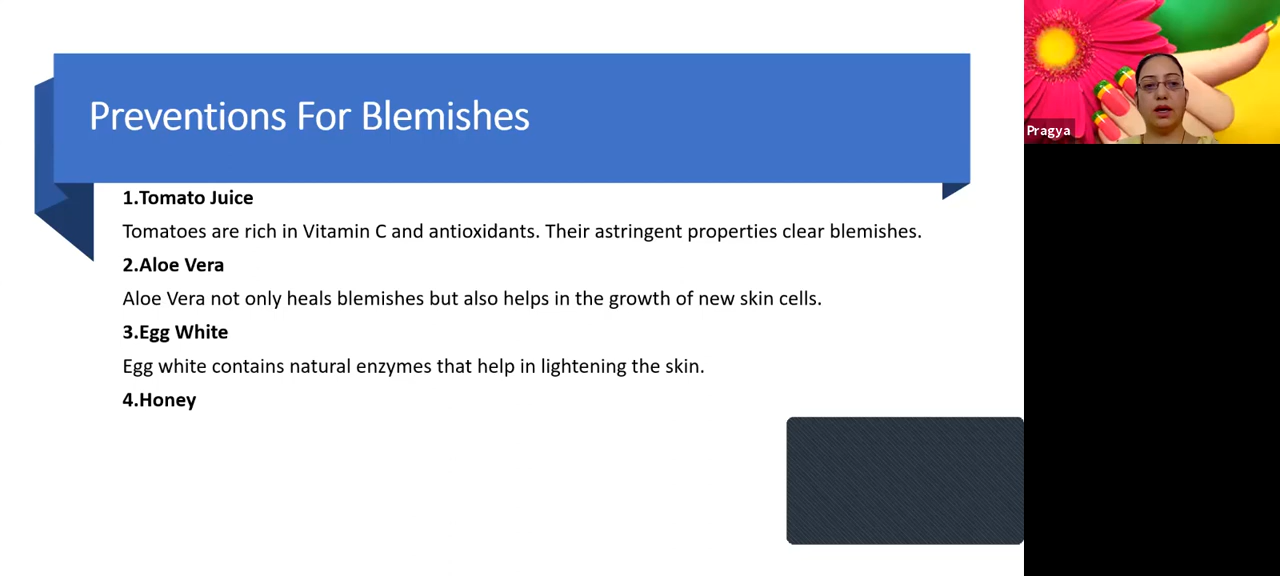 Preventions For Blemishes
1.Tomato Juice
Tomatoes are rich in Vitamin C and antioxidants. Their astringent properties clear blemishes.
2.Aloe Vera
Aloe Vera not only heals blemishes but also helps in the growth of new skin cells.
3.Egg White
Egg white contains natural enzymes that help in lightening the skin.
4.Honey
Pragya